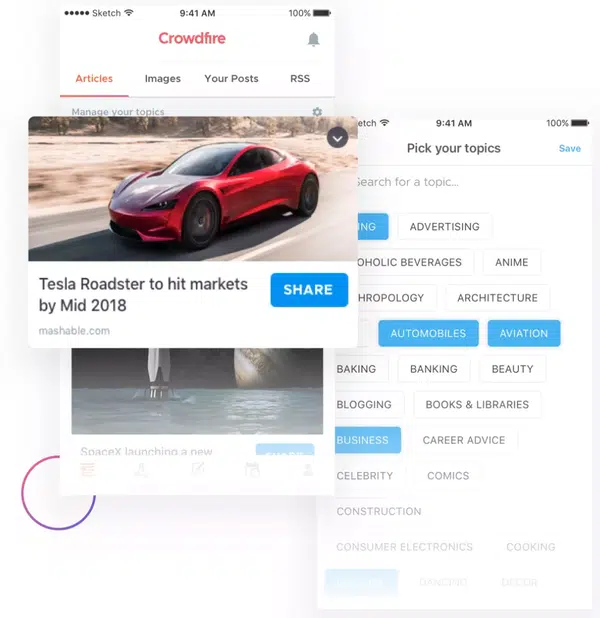 Sketch 9:41 AM 100%
Crowdfire
Articles Images Your Posts RSS
Manage your topics
Tesla Roadster to hit markets
by Mid 2018
SHARE
mashable.com
SpaceX launching a new
SHARE
etch 9:41 AM 100%
Pick your topics Save
Search for a topic...
ING ADVERTISING
OHOLIC BEVERAGES ANIME
HROPOLOGY ARCHITECTURE
AUTOMOBILES AVIATION
BAKING BANKING BEAUTY
BLOGGING BOOKS & LIBRARIES
BUSINESS CAREER ADVICE
CELEBRITY COMICS
CONSTRUCTION
CONSUMER ELECTRONICS COOKING
DANCING DECOR